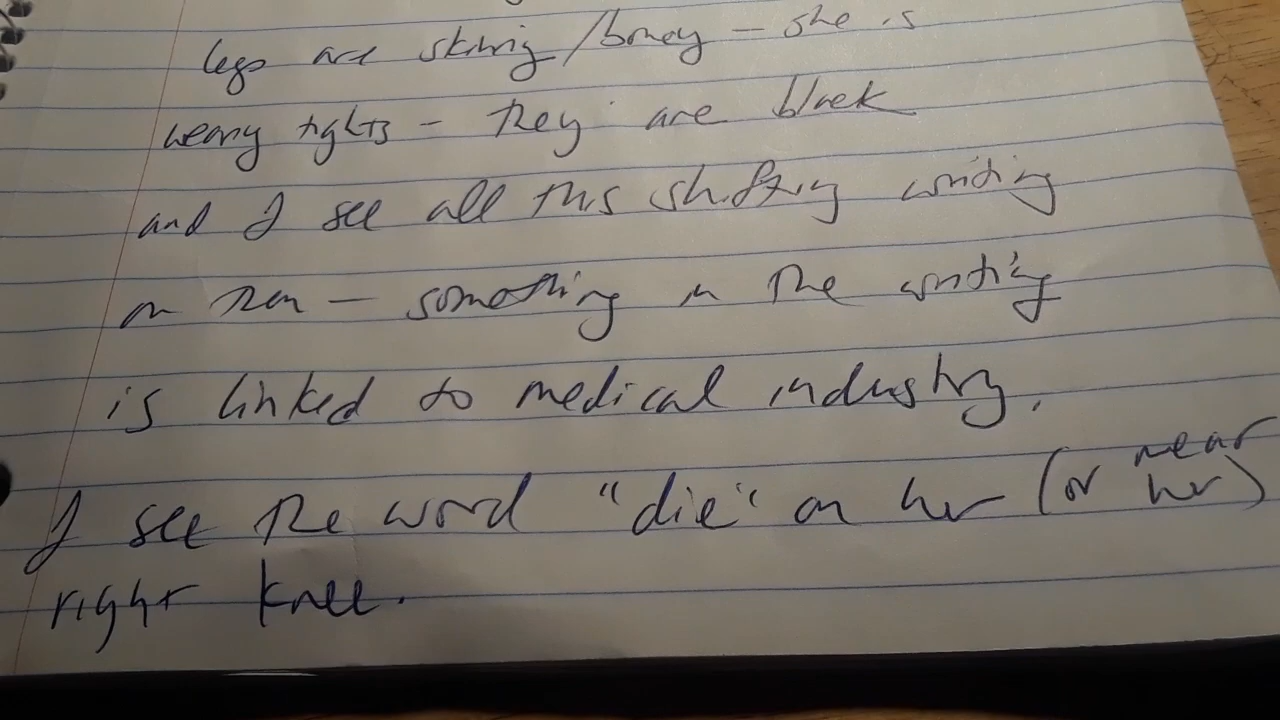 legs are skinny/boney – she is
wearing tights – they are black
and I see all this shifting writing
on them – something in the writing
is linked to medical industry.
I see the word "die" on her (or near her)
right knee.